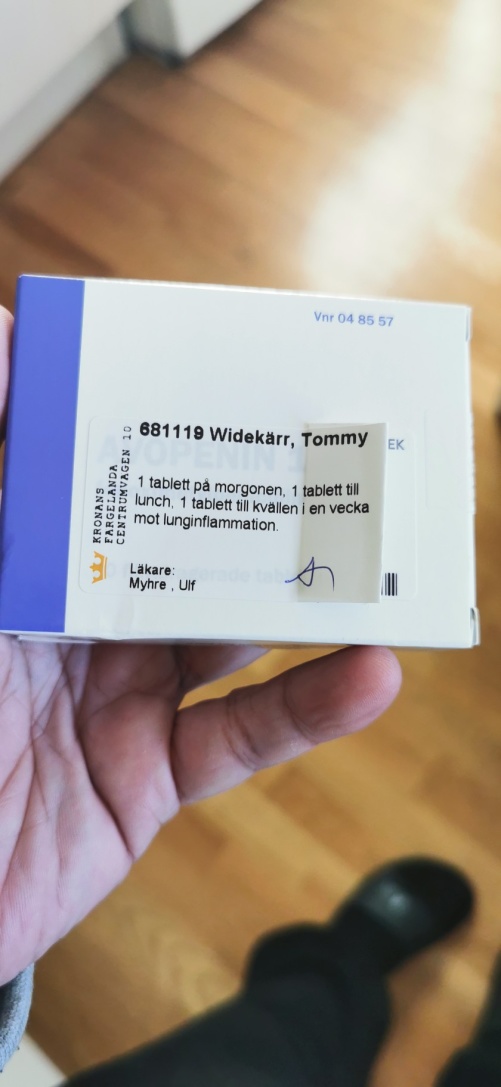 Vnr 04 85 57
681119 Widekärr, Tommy
EK
1 tablett på morgonen, 1 tablett till
lunch, 1 tablett till kvällen i en vecka
mot lunginflammation.
Läkare:
Myhre , Ulf
KRONANS
FÄRGELANDA
CENTRUMVÄGEN 10